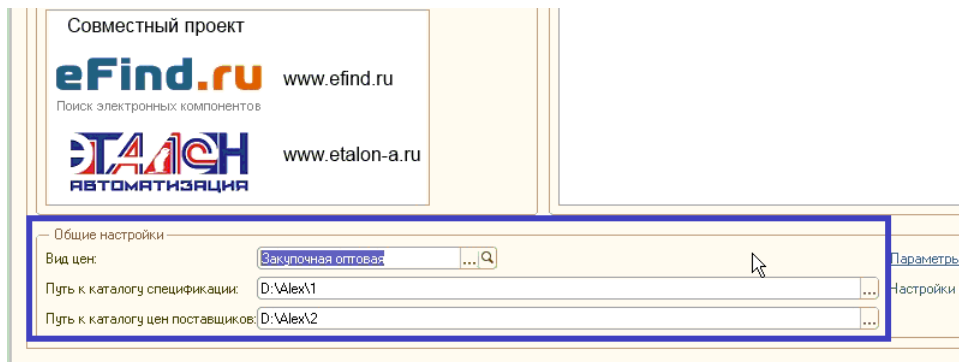 Совместный проект
eFind.ru www.efind.ru
Поиск электронных компонентов
ЭТАЛОН www.etalon-a.ru
АВТОМАТИЗАЦИЯ
Общие настройки
Вид цен: Закупочная оптовая ...
Параметры
Путь к каталогу спецификации: D:\Alex\1 ...
Настройки
Путь к каталогу цен поставщиков: D:\Alex\2 ...